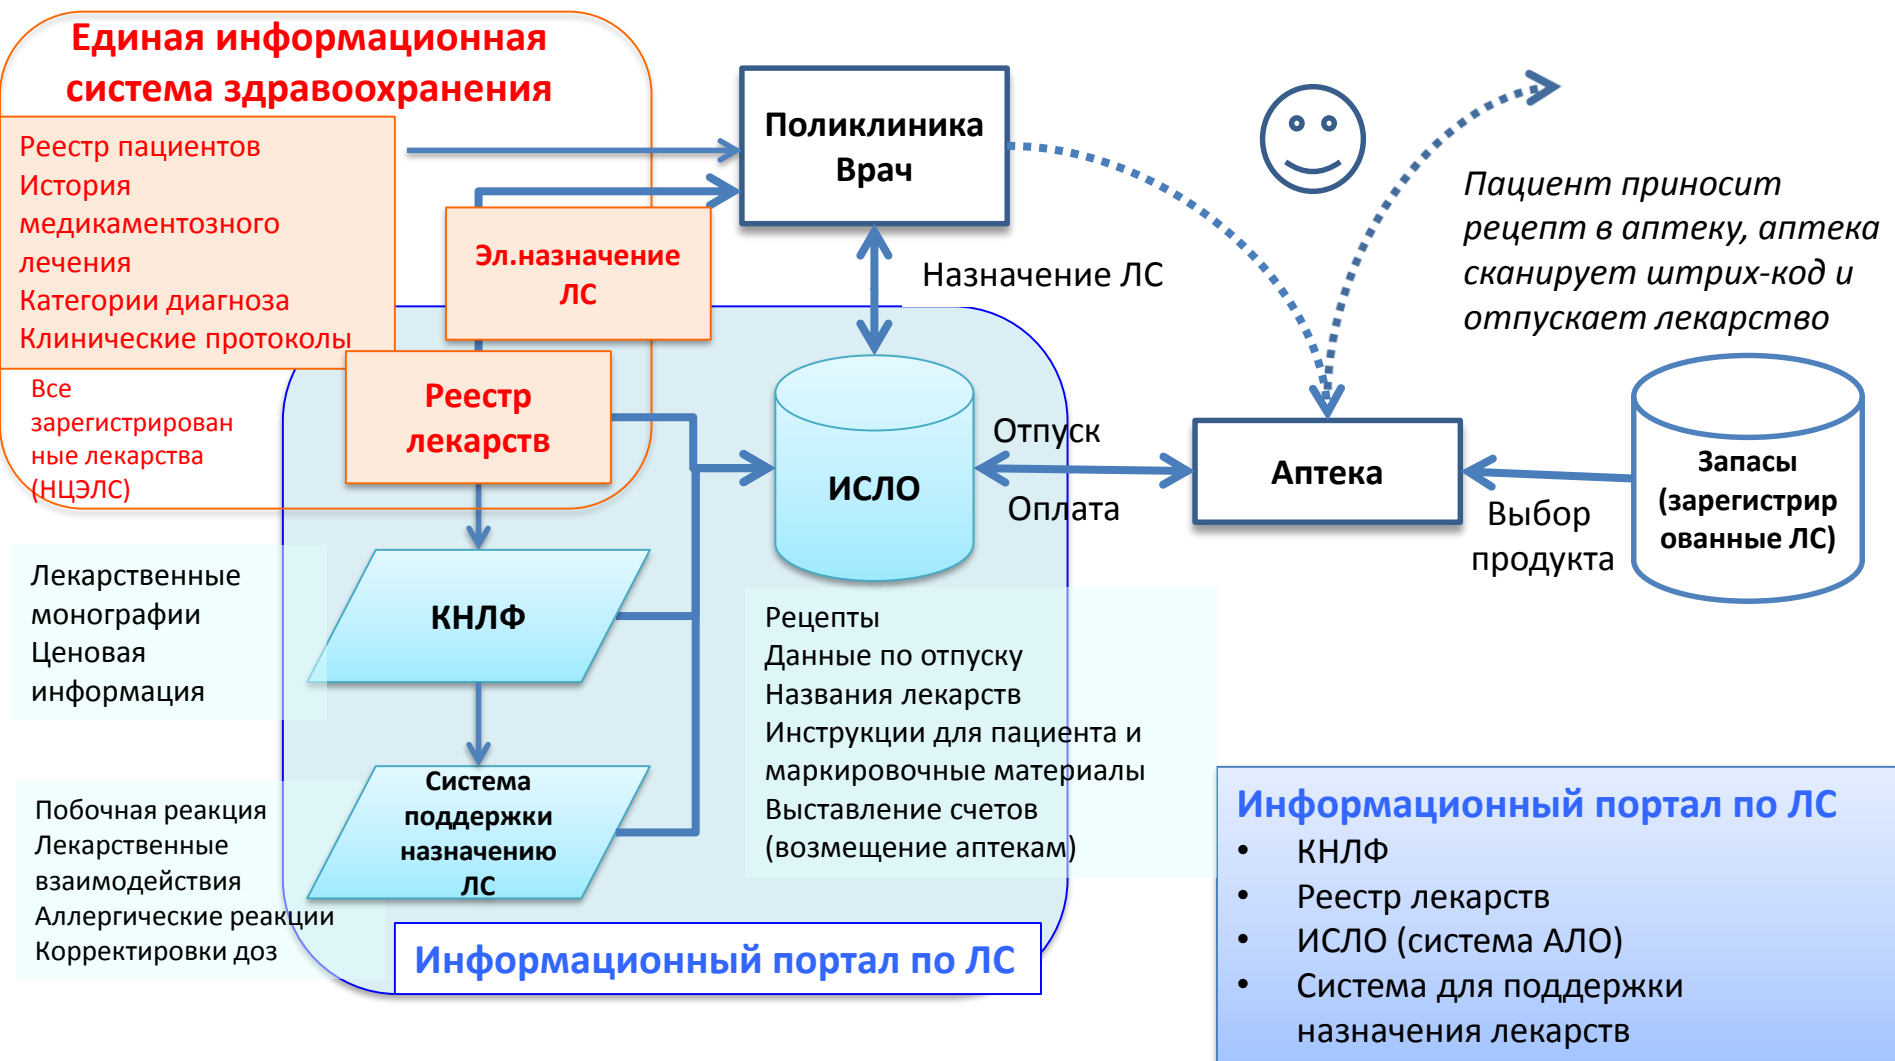 Единая информационная
система здравоохранения
Реестр пациентов
История
медикаментозного
лечения
Категории диагноза
Клинические протоколы
Все
зарегистрирован
ные лекарства
(НЦЭЛС)
Эл.назначение
ЛС
Реестр
лекарств
Поликлиника
Врач
Назначение ЛС
Пациент приносит
рецепт в аптеку, аптека
сканирует штрих-код и
отпускает лекарство
ИСЛО
Отпуск
Оплата
Аптека
Выбор
продукта
Запасы
(зарегистрир
ованные ЛС)
Лекарственные
монографии
Ценовая
информация
КНЛФ
Рецепты
Данные по отпуску
Названия лекарств
Инструкции для пациента и
маркировочные материалы
Выставление счетов
(возмещение аптекам)
Побочная реакция
Лекарственные
взаимодействия
Аллергические реакции
Корректировки доз
Система
поддержки
назначению
ЛС
Информационный портал по ЛС
Информационный портал по ЛС
• КНЛФ
• Реестр лекарств
• ИСЛО (система АЛО)
• Система для поддержки
назначения лекарств